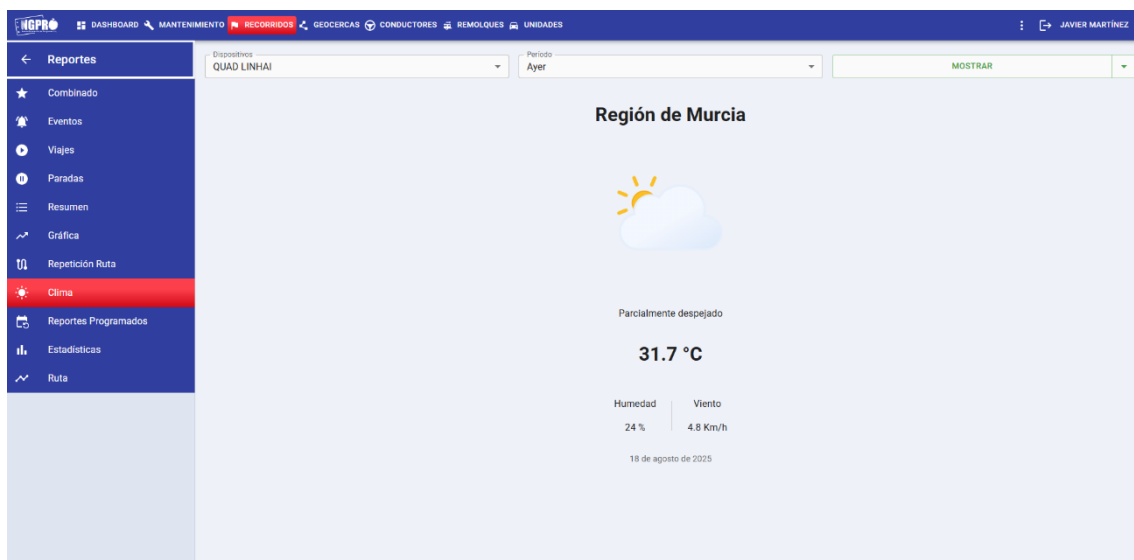 NGPRO DASHBOARD MANTENIMIENTO RECORRIDOS GEOCERCAS CONDUCTORES REMOLQUES UNIDADES JAVIER MARTÍNEZ
Reportes
Dispositivos
QUAD LINHAI
Período
Ayer
MOSTRAR
Combinado
Eventos
Viajes
Paradas
Resumen
Gráfica
Repetición Ruta
Clima
Reportes Programados
Estadísticas
Ruta
Región de Murcia
Parcialmente despejado
31.7 °C
Humedad Viento
24 % 4.8 Km/h
18 de agosto de 2025